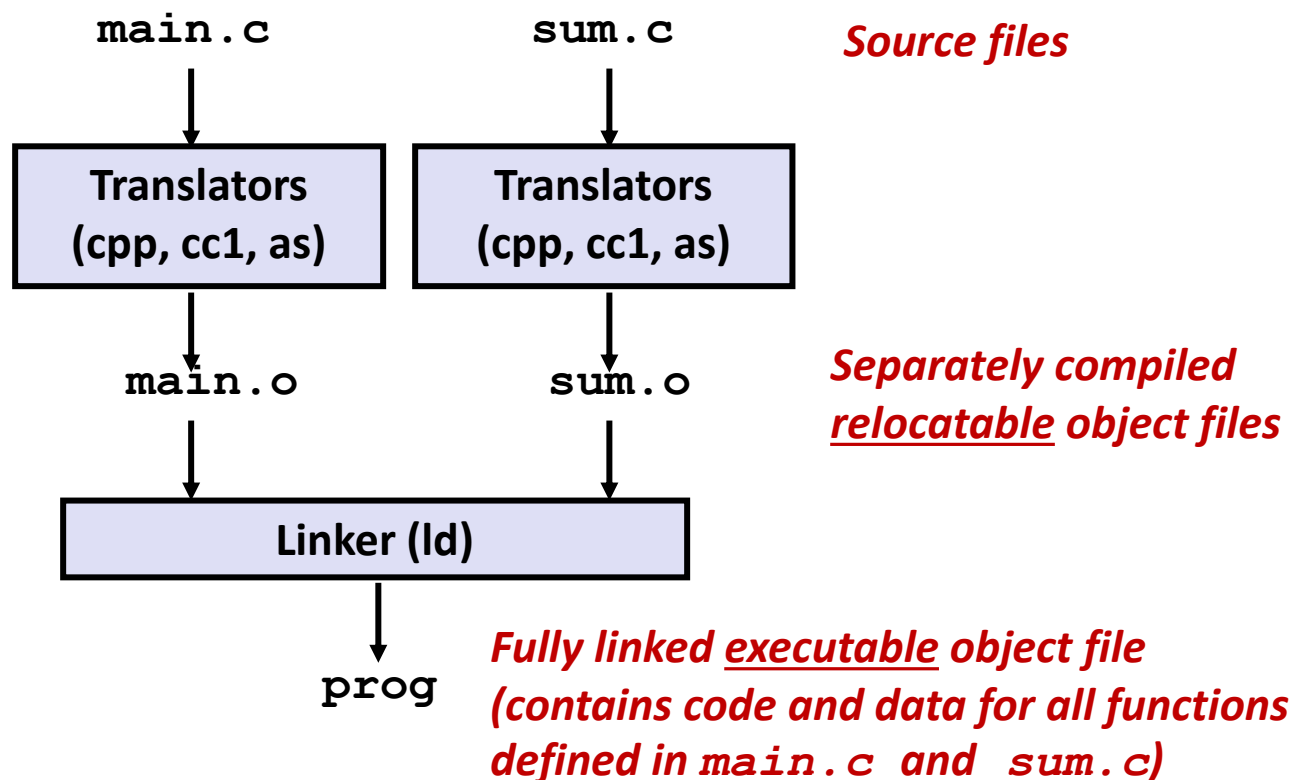 main.c
sum.c
Source files
Translators
(cpp, cc1, as)
Translators
(cpp, cc1, as)
main.o
sum.o
Separately compiled
relocatable object files
Linker (ld)
prog
Fully linked executable object file
(contains code and data for all functions
defined in main.c and sum.c)